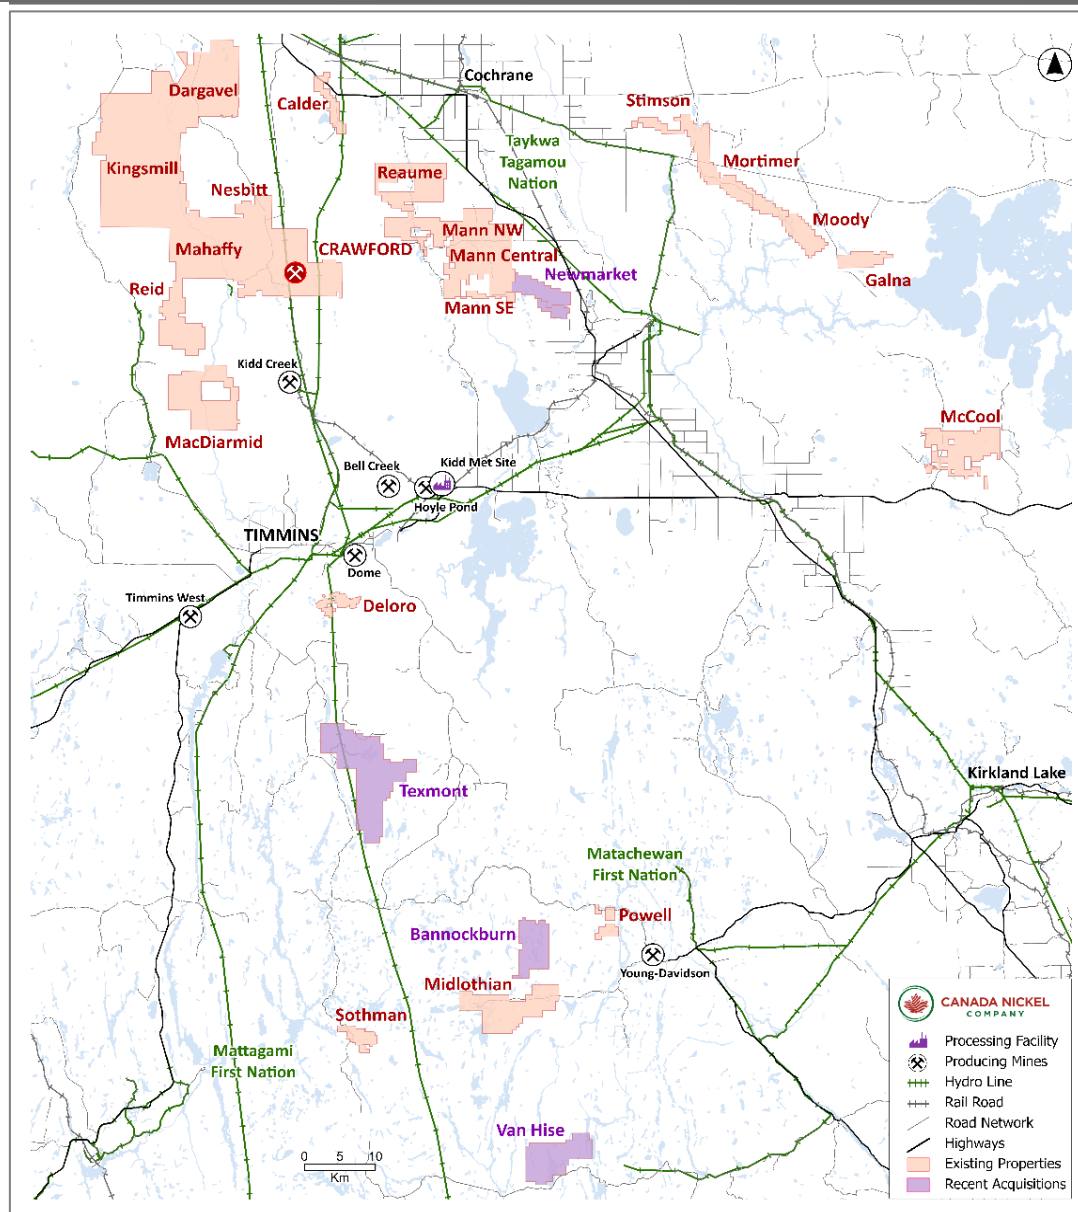 Cochrane
Dargavel
Calder
Stimson
Taykwa
Tagamou
Nation
Mortimer
Kingsmill
Reaume
Nesbitt
Moody
Mann NW
Mahaffy
CRAWFORD
Mann Central
Newmarket
Galna
Reid
Mann SE
Kidd Creek
McCool
MacDiarmid
Bell Creek
Kidd Met Site
Hoyle Pond
TIMMINS
Dome
Timmins West
Deloro
Kirkland Lake
Texmont
Matachewan
First Nation
Powell
Bannockburn
Young-Davidson
Midlothian
Sothman
Mattagami
First Nation
Van Hise
0 5 10
Km
CANADA NICKEL
COMPANY
Processing Facility
Producing Mines
Hydro Line
Rail Road
Road Network
Highways
Existing Properties
Recent Acquisitions